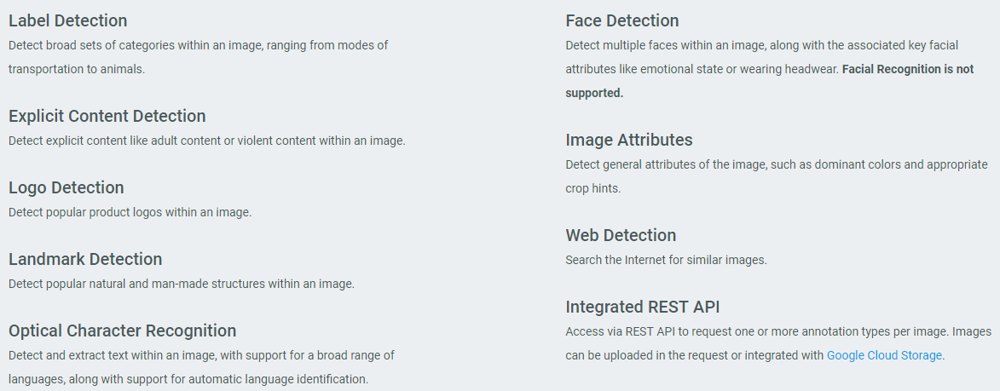 Label Detection
Detect broad sets of categories within an image, ranging from modes of
transportation to animals.
Explicit Content Detection
Detect explicit content like adult content or violent content within an image.
Logo Detection
Detect popular product logos within an image.
Landmark Detection
Detect popular natural and man-made structures within an image.
Optical Character Recognition
Detect and extract text within an image, with support for a broad range of
languages, along with support for automatic language identification.
Face Detection
Detect multiple faces within an image, along with the associated key facial
attributes like emotional state or wearing headwear. Facial Recognition is not
supported.
Image Attributes
Detect general attributes of the image, such as dominant colors and appropriate
crop hints.
Web Detection
Search the Internet for similar images.
Integrated REST API
Access via REST API to request one or more annotation types per image. Images
can be uploaded in the request or integrated with Google Cloud Storage.